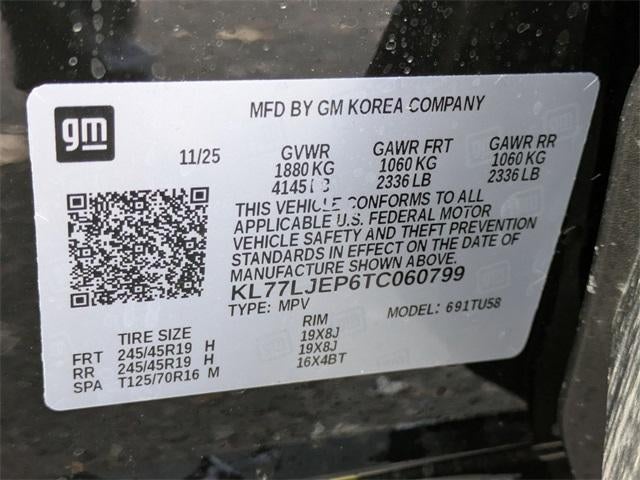 gm
MFD BY GM KOREA COMPANY
11/25 GVWR GAWR FRT GAWR RR
1880 KG 1060 KG 1060 KG
4145 LB 2336 LB 2336 LB
THIS VEHICLE CONFORMS TO ALL
APPLICABLE U.S. FEDERAL MOTOR
VEHICLE SAFETY AND THEFT PREVENTION
STANDARDS IN EFFECT ON THE DATE OF
MANUFACTURE SHOWN ABOVE.
KL77LJEP6TC060799
TYPE: MPV MODEL: 691TU58
TIRE SIZE RIM
FRT 245/45R19 H 19X8J
RR 245/45R19 H 19X8J
SPA T125/70R16 M 16X4BT